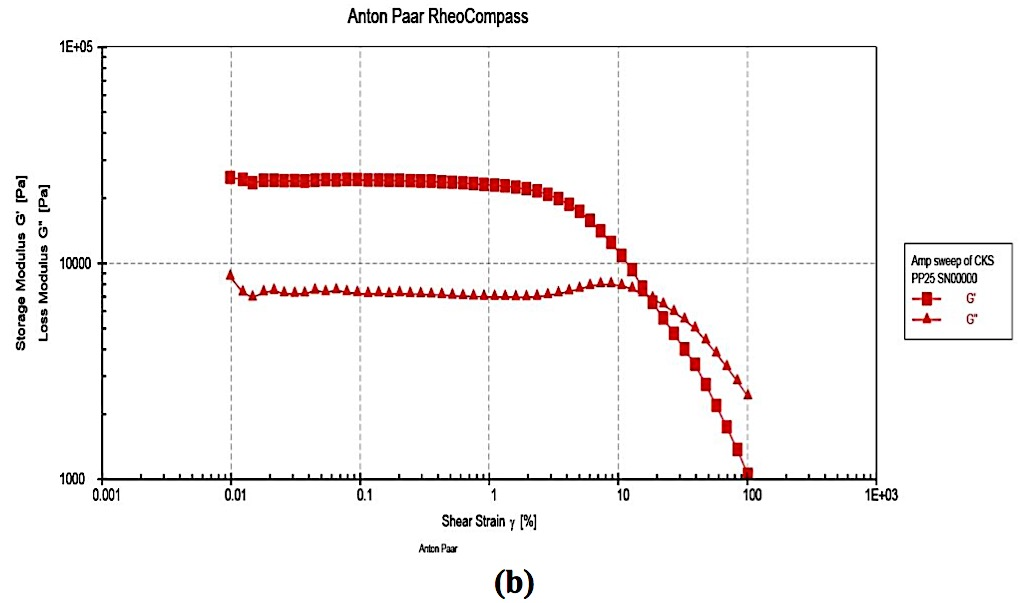 Anton Paar RheoCompass
1E+05
10000
1000
Storage Modulus G' [Pa]
Loss Modulus G" [Pa]
0.001 0.01 0.1 1 10 100 1E+03
Shear Strain γ [%]
Anton Paar
Amp sweep of CKS
PP25 SN00000
G'
G"
(b)